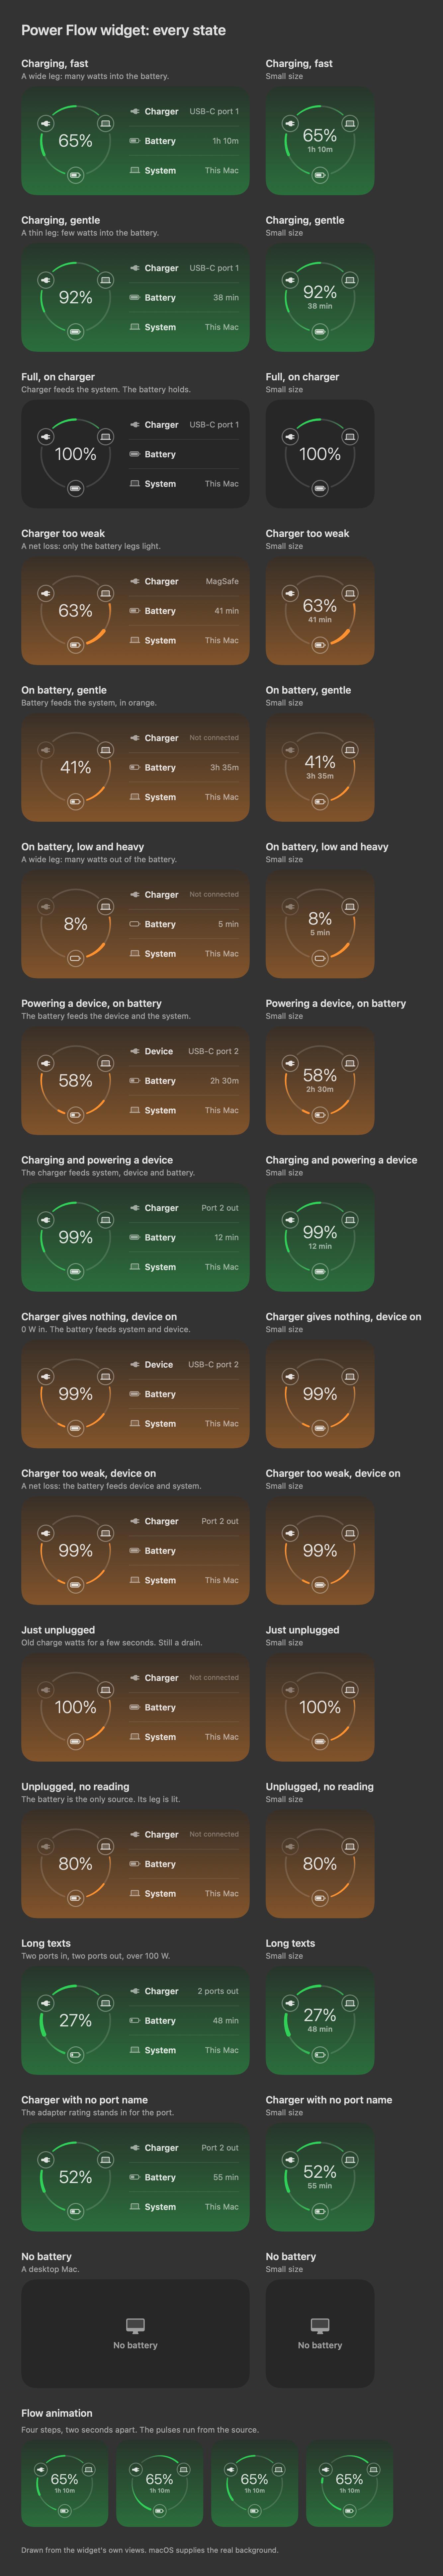 Power Flow widget: every state
Charging, fast
A wide leg: many watts into the battery.
65%
Charger USB-C port 1
Battery 1h 10m
System This Mac
Charging, fast
Small size
65%
1h 10m
Charging, gentle
A thin leg: few watts into the battery.
92%
Charger USB-C port 1
Battery 38 min
System This Mac
Charging, gentle
Small size
92%
38 min
Full, on charger
Charger feeds the system. The battery holds.
100%
Charger USB-C port 1
Battery
System This Mac
Full, on charger
Small size
100%
Charger too weak
A net loss: only the battery legs light.
63%
Charger MagSafe
Battery 41 min
System This Mac
Charger too weak
Small size
63%
41 min
On battery, gentle
Battery feeds the system, in orange.
41%
Charger Not connected
Battery 3h 35m
System This Mac
On battery, gentle
Small size
41%
3h 35m
On battery, low and heavy
A wide leg: many watts out of the battery.
8%
Charger Not connected
Battery 5 min
System This Mac
On battery, low and heavy
Small size
8%
5 min
Powering a device, on battery
The battery feeds the device and the system.
58%
Device USB-C port 2
Battery 2h 30m
System This Mac
Powering a device, on battery
Small size
58%
2h 30m
Charging and powering a device
The charger feeds system, device and battery.
99%
Charger Port 2 out
Battery 12 min
System This Mac
Charging and powering a device
Small size
99%
12 min
Charger gives nothing, device on
0 W in. The battery feeds system and device.
99%
Device USB-C port 2
Battery
System This Mac
Charger gives nothing, device on
Small size
99%
Charger too weak, device on
A net loss: the battery feeds device and system.
99%
Charger Port 2 out
Battery
System This Mac
Charger too weak, device on
Small size
99%
Just unplugged
Old charge watts for a few seconds. Still a drain.
100%
Charger Not connected
Battery
System This Mac
Just unplugged
Small size
100%
Unplugged, no reading
The battery is the only source. Its leg is lit.
80%
Charger Not connected
Battery
System This Mac
Unplugged, no reading
Small size
80%
Long texts
Two ports in, two ports out, over 100 W.
27%
Charger 2 ports out
Battery 48 min
System This Mac
Long texts
Small size
27%
48 min
Charger with no port name
The adapter rating stands in for the port.
52%
Charger Port 2 out
Battery 55 min
System This Mac
Charger with no port name
Small size
52%
55 min
No battery
A desktop Mac.
No battery
No battery
Small size
No battery
Flow animation
Four steps, two seconds apart. The pulses run from the source.
65%
1h 10m
65%
1h 10m
65%
1h 10m
65%
1h 10m
Drawn from the widget's own views. macOS supplies the real background.